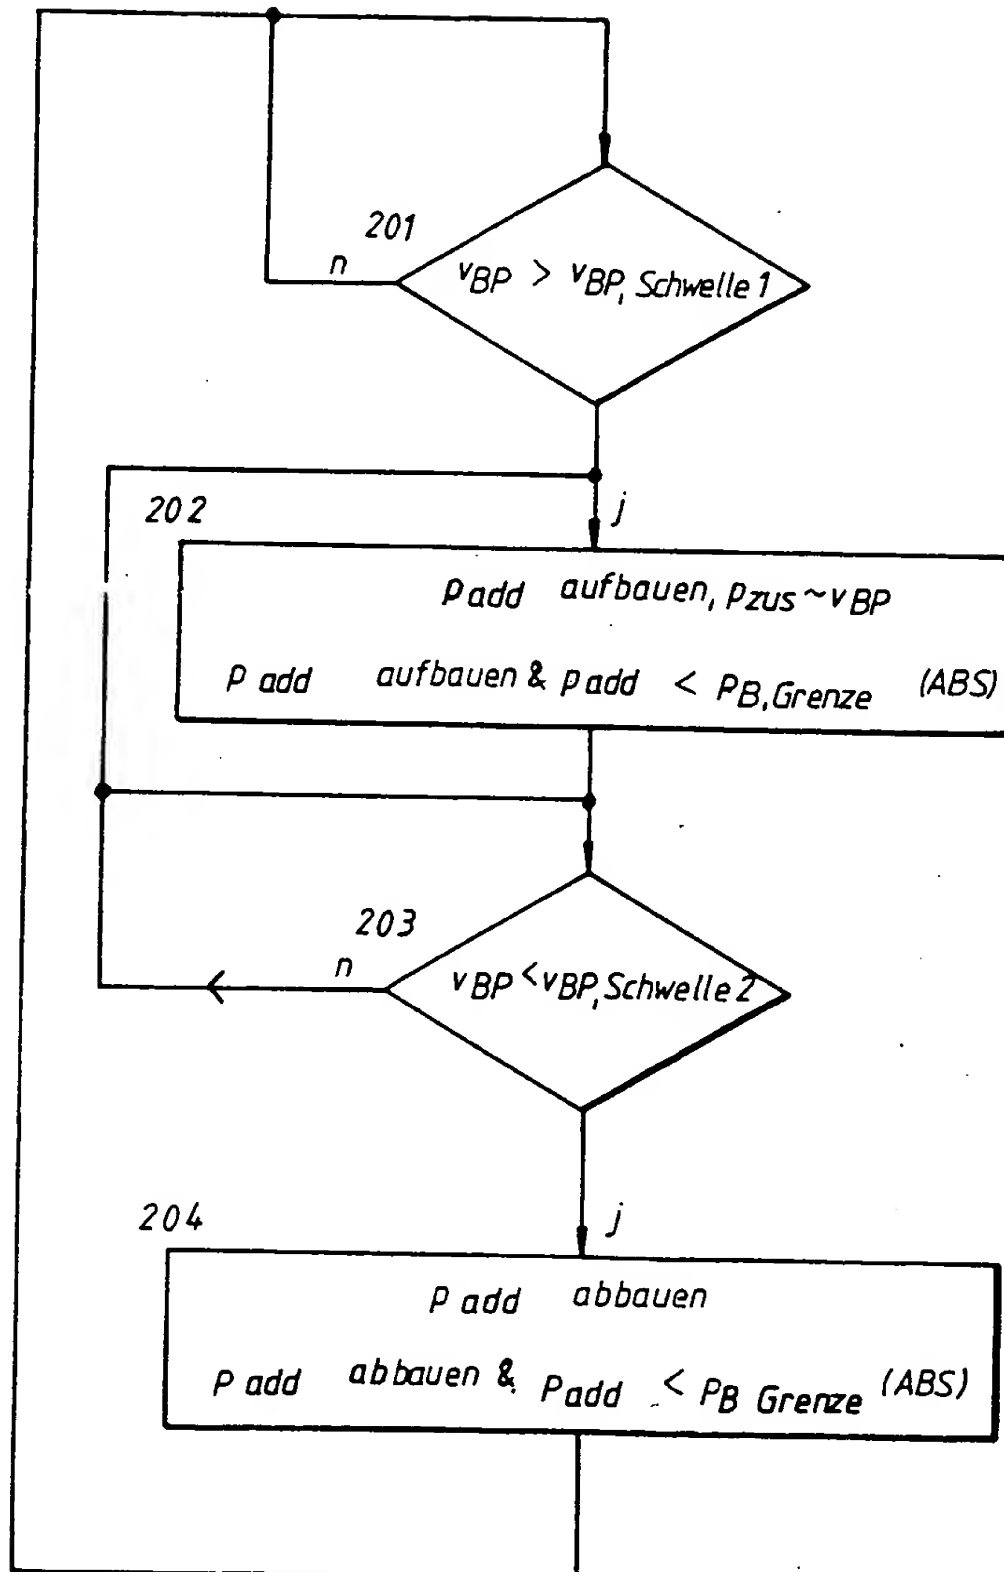 201
n
vBP > vBP, Schwelle 1
202
j
padd aufbauen, pzus ~ vBP
p add aufbauen & padd < PB, Grenze (ABS)
203
n
vBP < vBP, Schwelle 2
204
j
p add abbauen
p add abbauen & padd < PB Grenze (ABS)